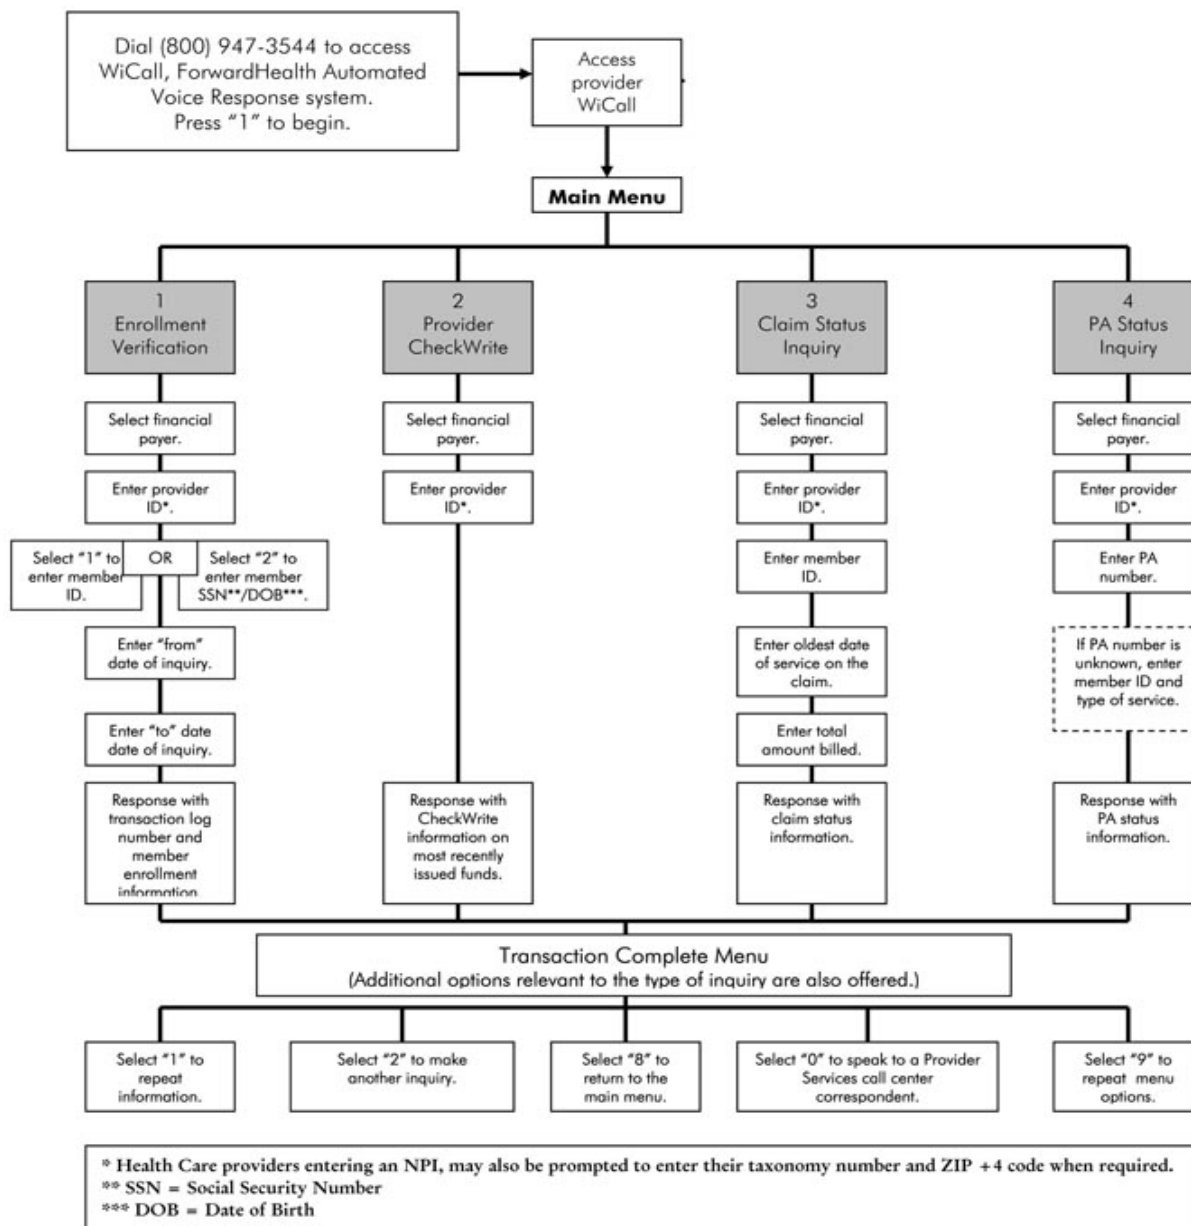 Dial (800) 947-3544 to access
WiCall, ForwardHealth Automated
Voice Response system.
Press “1” to begin.
Access
provider
WiCall
Main Menu
1
Enrollment
Verification
2
Provider
CheckWrite
3
Claim Status
Inquiry
4
PA Status
Inquiry
Select financial
payer.
Select financial
payer.
Select financial
payer.
Select financial
payer.
Enter provider
ID*.
Enter provider
ID*.
Enter provider
ID*.
Enter provider
ID*.
Select “1” to
enter member
ID.
OR
Select “2” to
enter member
SSN**/DOB***.
Enter member
ID.
Enter PA
number.
Enter “from”
date of inquiry.
Enter oldest date
of service on the
claim.
If PA number is
unknown, enter
member ID and
type of service.
Enter “to” date
date of inquiry.
Enter total
amount billed.
Response with
transaction log
number and
member
enrollment
information.
Response with
CheckWrite
information on
most recently
issued funds.
Response with
claim status
information.
Response with
PA status
information.
Transaction Complete Menu
(Additional options relevant to the type of inquiry are also offered.)
Select “1” to
repeat
information.
Select “2” to make
another inquiry.
Select “8” to
return to the
main menu.
Select “0” to speak to a Provider
Services call center
correspondent.
Select “9” to
repeat menu
options.
* Health Care providers entering an NPI, may also be prompted to enter their taxonomy number and ZIP +4 code when required.
** SSN = Social Security Number
*** DOB = Date of Birth